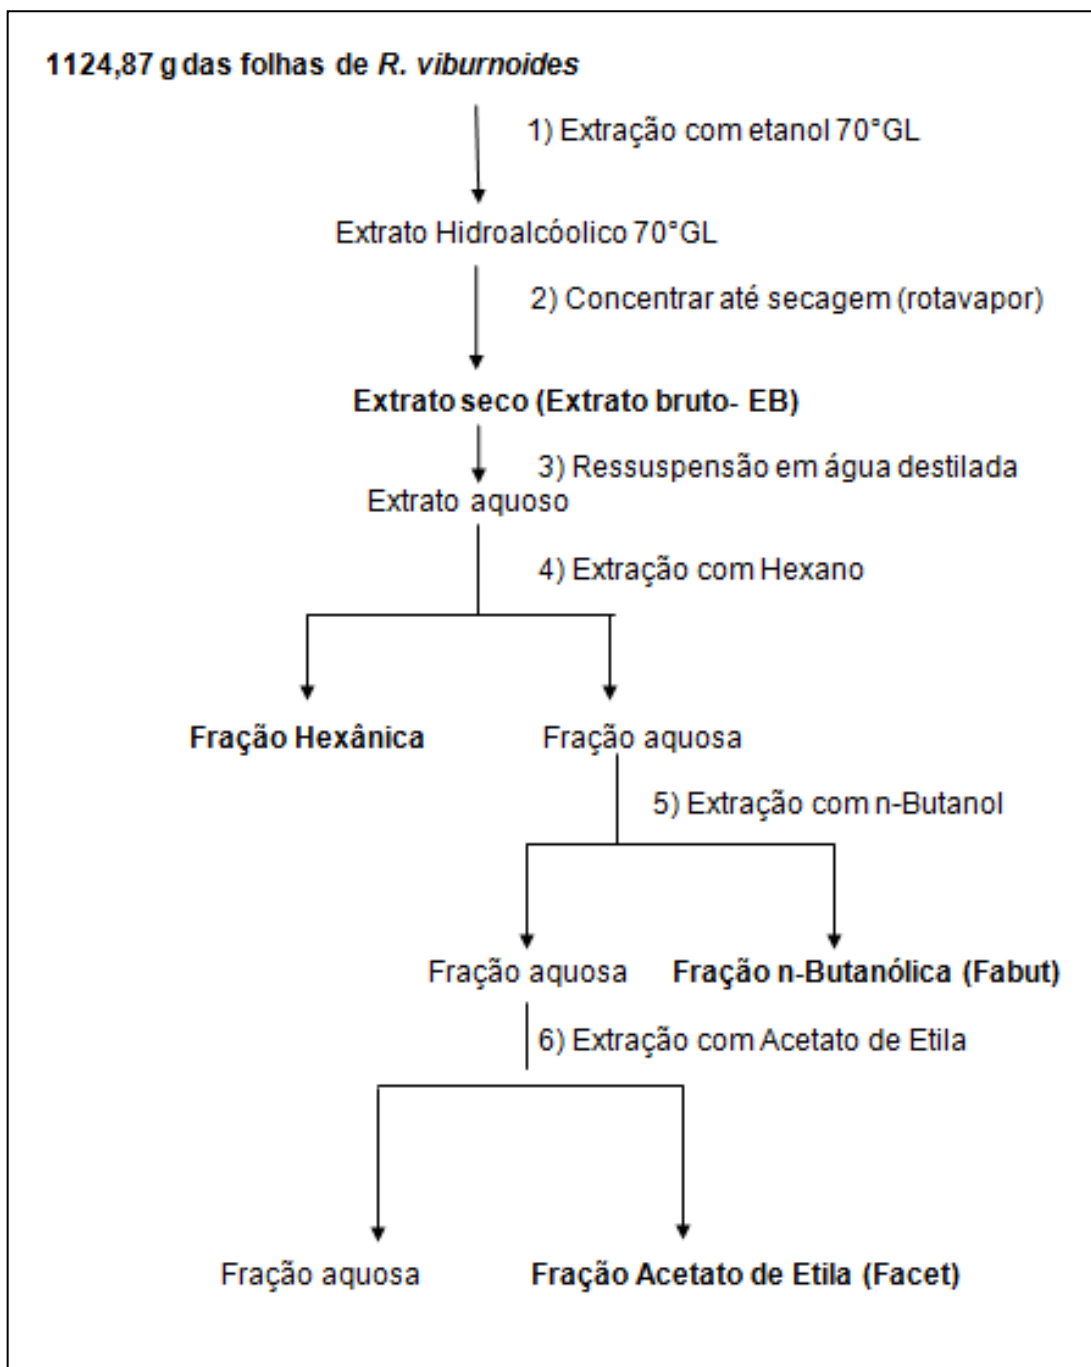 1124,87 g das folhas de R. viburnoides
1) Extração com etanol 70°GL
Extrato Hidroalcóolico 70°GL
2) Concentrar até secagem (rotavapor)
Extrato seco (Extrato bruto- EB)
3) Ressuspensão em água destilada
Extrato aquoso
4) Extração com Hexano
Fração Hexânica Fração aquosa
5) Extração com n-Butanol
Fração aquosa Fração n-Butanólica (Fabut)
6) Extração com Acetato de Etila
Fração aquosa Fração Acetato de Etila (Facet)